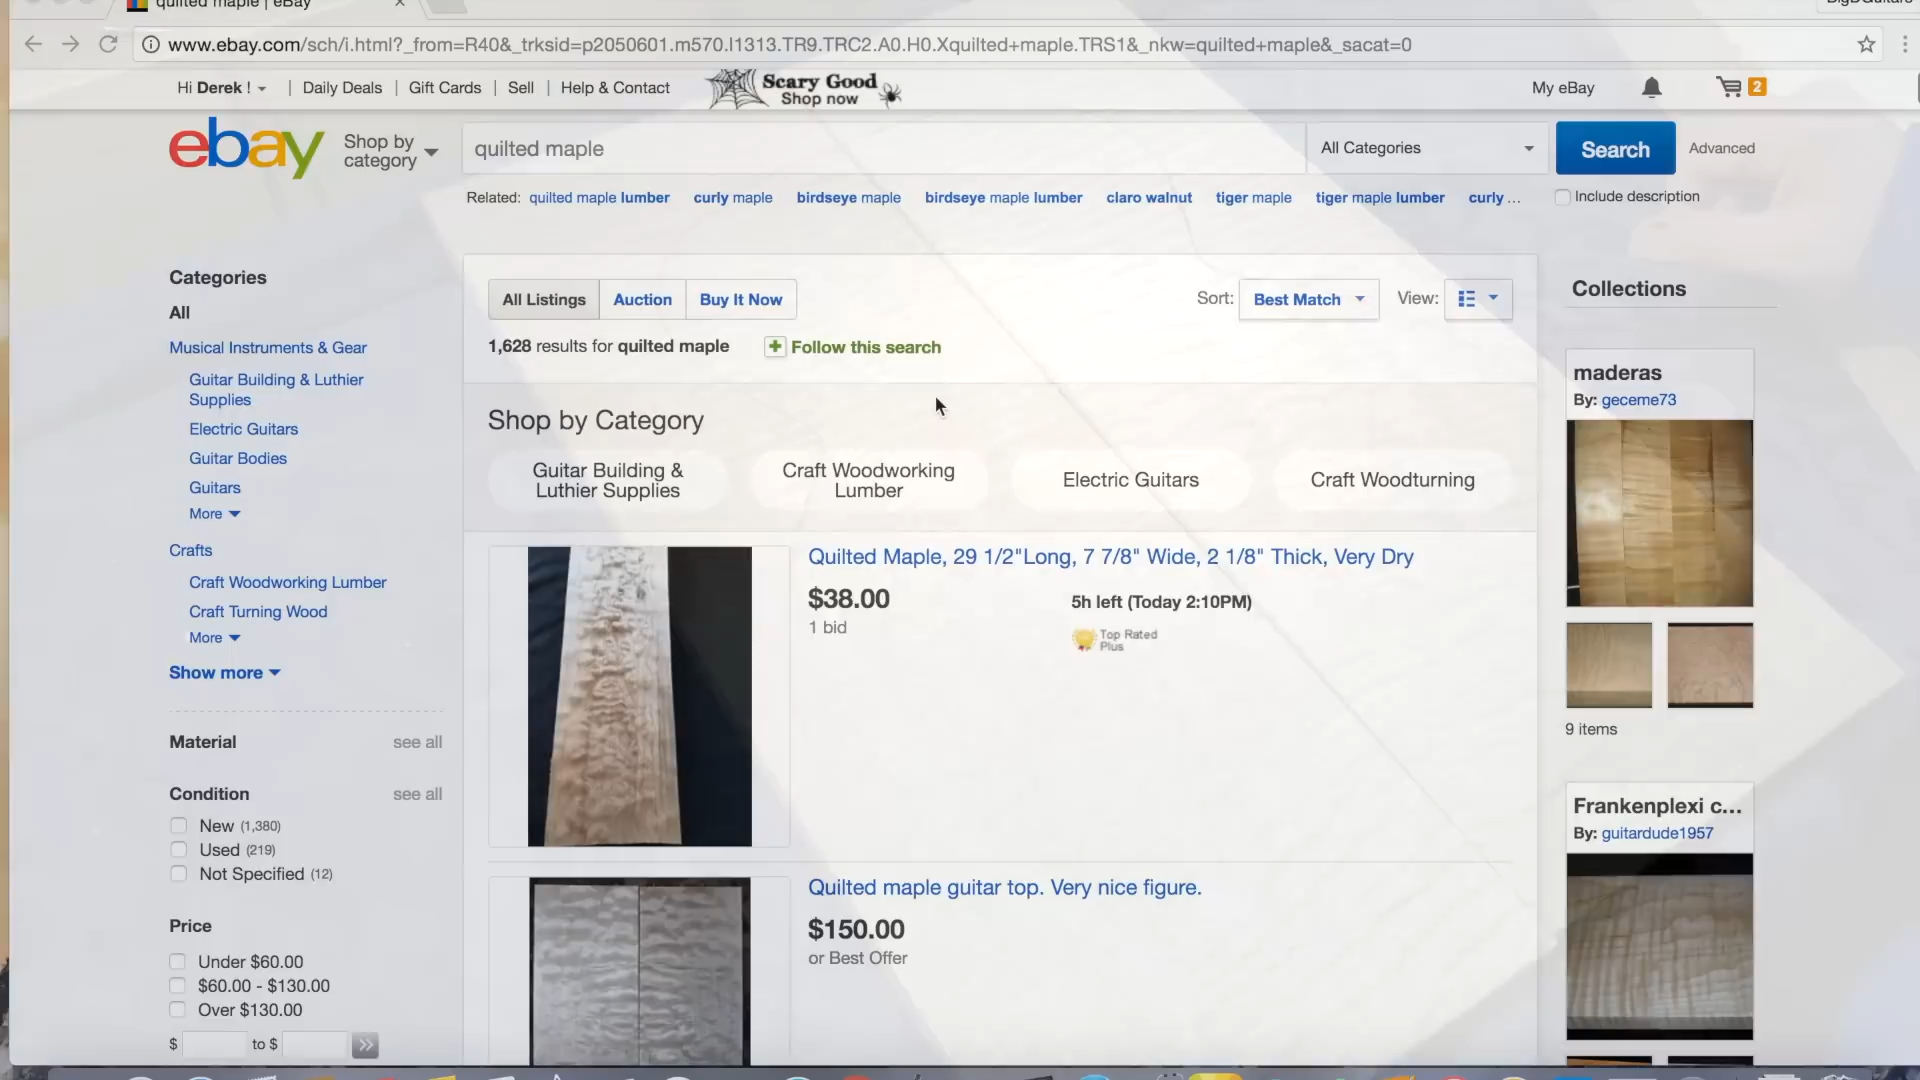 quilted maple | eBay
BigDGuitars
www.ebay.com/sch/i.html?_from=R40&_trksid=p2050601.m570.l1313.TR9.TRC2.A0.H0.Xquilted+maple.TRS1&_nkw=quilted+maple&_sacat=0
Hi Derek ! | Daily Deals | Gift Cards | Sell | Help & Contact
Scary Good
Shop now
My eBay
2
ebay
Shop by
category
quilted maple
All Categories
Search
Advanced
Related: quilted maple lumber curly maple birdseye maple birdseye maple lumber claro walnut tiger maple tiger maple lumber curly ...
Include description
Categories
All
Musical Instruments & Gear
Guitar Building & Luthier
Supplies
Electric Guitars
Guitar Bodies
Guitars
More
Crafts
Craft Woodworking Lumber
Craft Turning Wood
More
Show more
Material see all
Condition see all
New (1,380)
Used (219)
Not Specified (12)
Price
Under $60.00
$60.00 - $130.00
Over $130.00
$ to $
All Listings Auction Buy It Now
Sort: Best Match View:
1,628 results for quilted maple
Follow this search
Shop by Category
Guitar Building &
Luthier Supplies
Craft Woodworking
Lumber
Electric Guitars
Craft Woodturning
Quilted Maple, 29 1/2"Long, 7 7/8" Wide, 2 1/8" Thick, Very Dry
$38.00
1 bid
5h left (Today 2:10PM)
Top Rated
Plus
Quilted maple guitar top. Very nice figure.
$150.00
or Best Offer
Collections
maderas
By: geceme73
9 items
Frankenplexi c...
By: guitardude1957